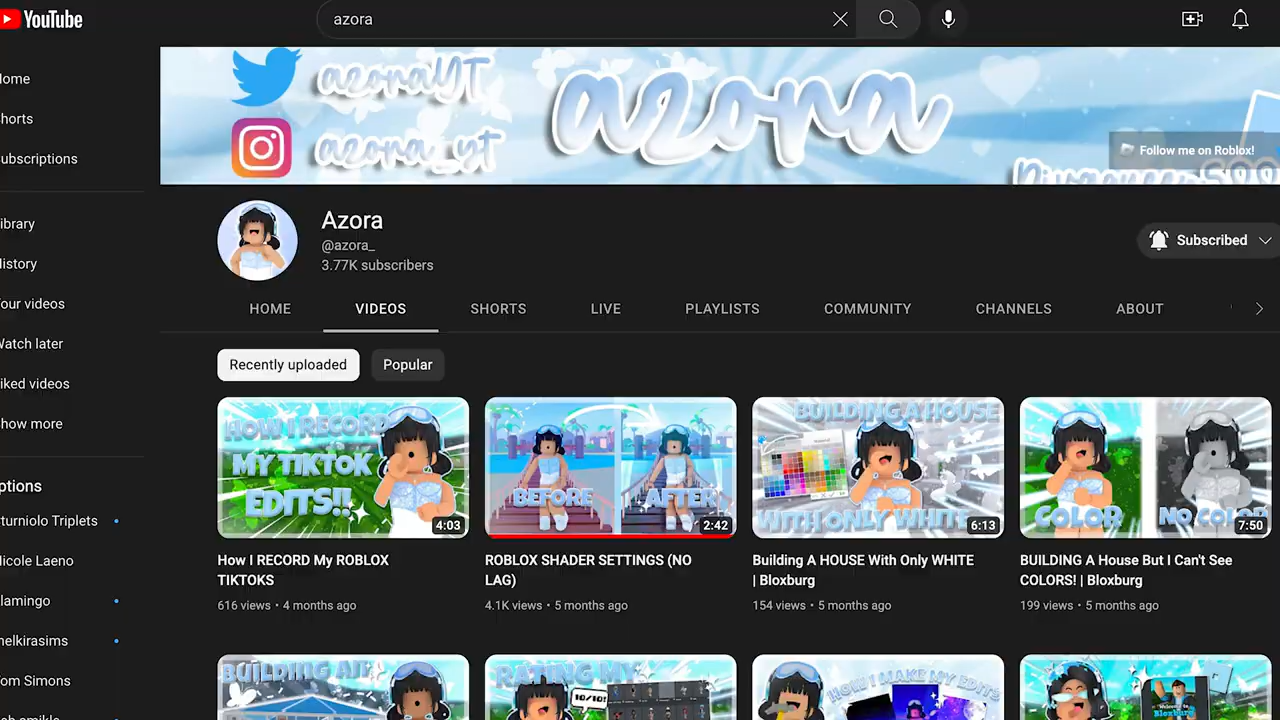 YouTube
azora
ome
horts
ubscriptions
ibrary
istory
our videos
Watch later
iked videos
how more
ptions
turniolo Triplets
icole Laeno
lamingo
helkirasims
om Simons
azoraYT
azora_yt
azora
Follow me on Roblox!
Azora
@azora_
3.77K subscribers
Subscribed
HOME VIDEOS SHORTS LIVE PLAYLISTS COMMUNITY CHANNELS ABOUT
Recently uploaded Popular
HOW I RECORD
MY TIKTOK
EDITS!!
4:03
BEFORE AFTER
2:42
BUILDING A HOUSE
WITH ONLY WHITE
6:13
COLOR NO COLOR
7:50
How I RECORD My ROBLOX
TIKTOKS
616 views • 4 months ago
ROBLOX SHADER SETTINGS (NO
LAG)
4.1K views • 5 months ago
Building A HOUSE With Only WHITE
| Bloxburg
154 views • 5 months ago
BUILDING A House But I Can't See
COLORS! | Bloxburg
199 views • 5 months ago
BUILDING AN
RATING MY
10/10!
HOW I MAKE MY EDITS
Welcome to
Bloxburg